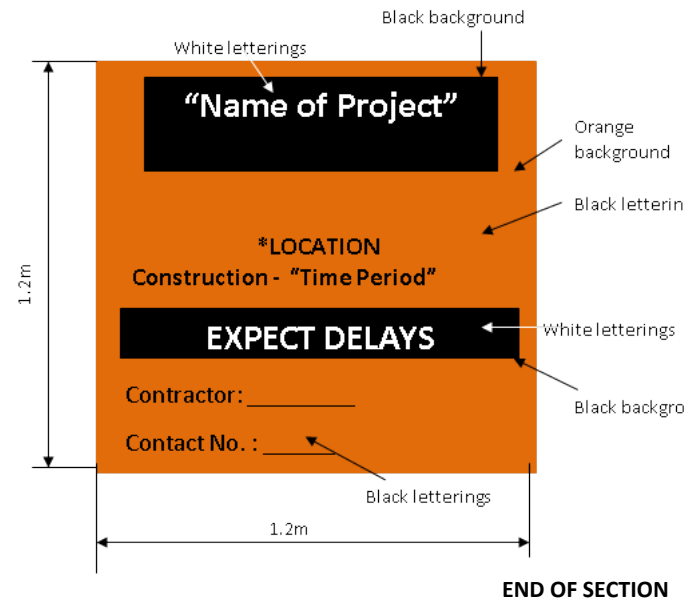 Black background
White letterings
“Name of Project”
Orange
background
Black letterin
*LOCATION
Construction - “Time Period”
1.2m
EXPECT DELAYS
White letterings
Contractor: _________
Black backgro
Contact No. : ______
Black letterings
1.2m
END OF SECTION